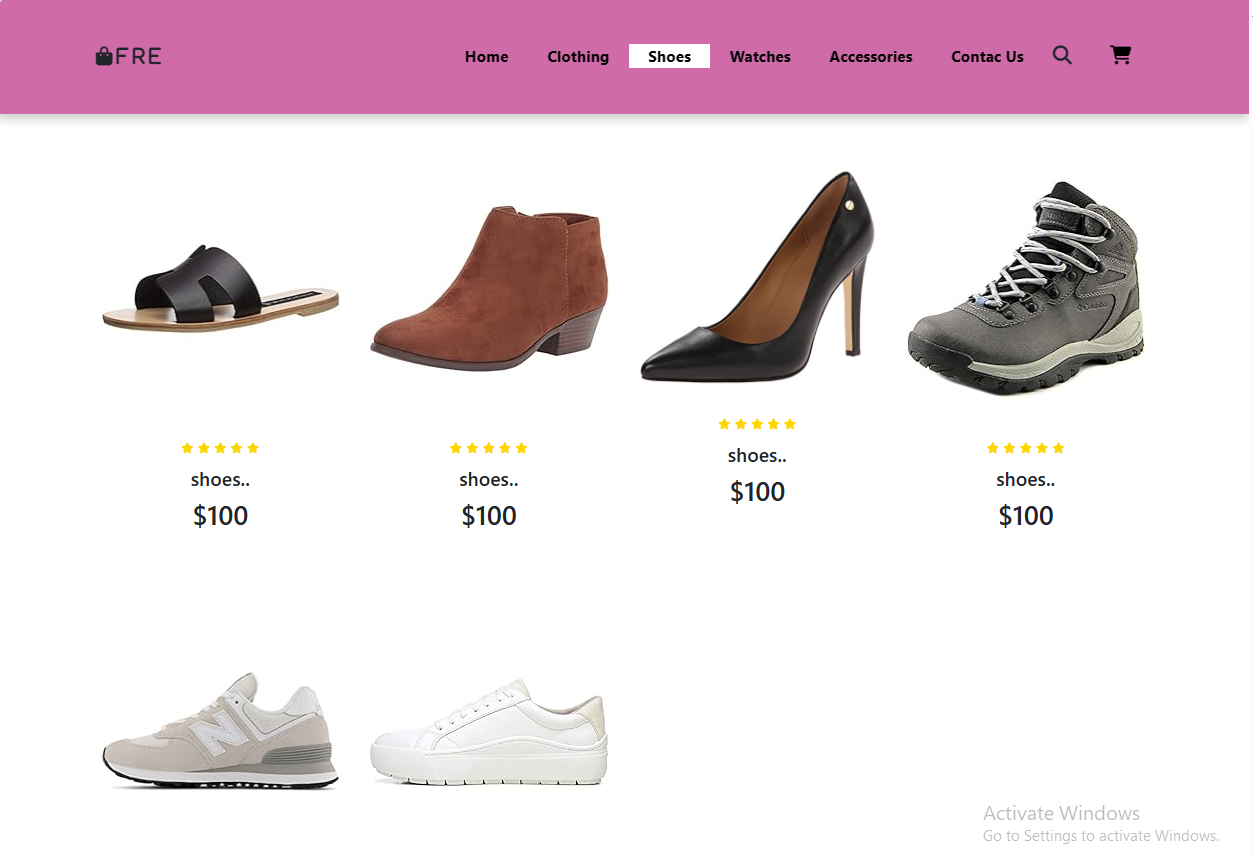 FRE
Home Clothing Shoes Watches Accessories Contac Us
shoes..
$100
shoes..
$100
shoes..
$100
shoes..
$100
Columbia
N
Activate Windows
Go to Settings to activate Windows.